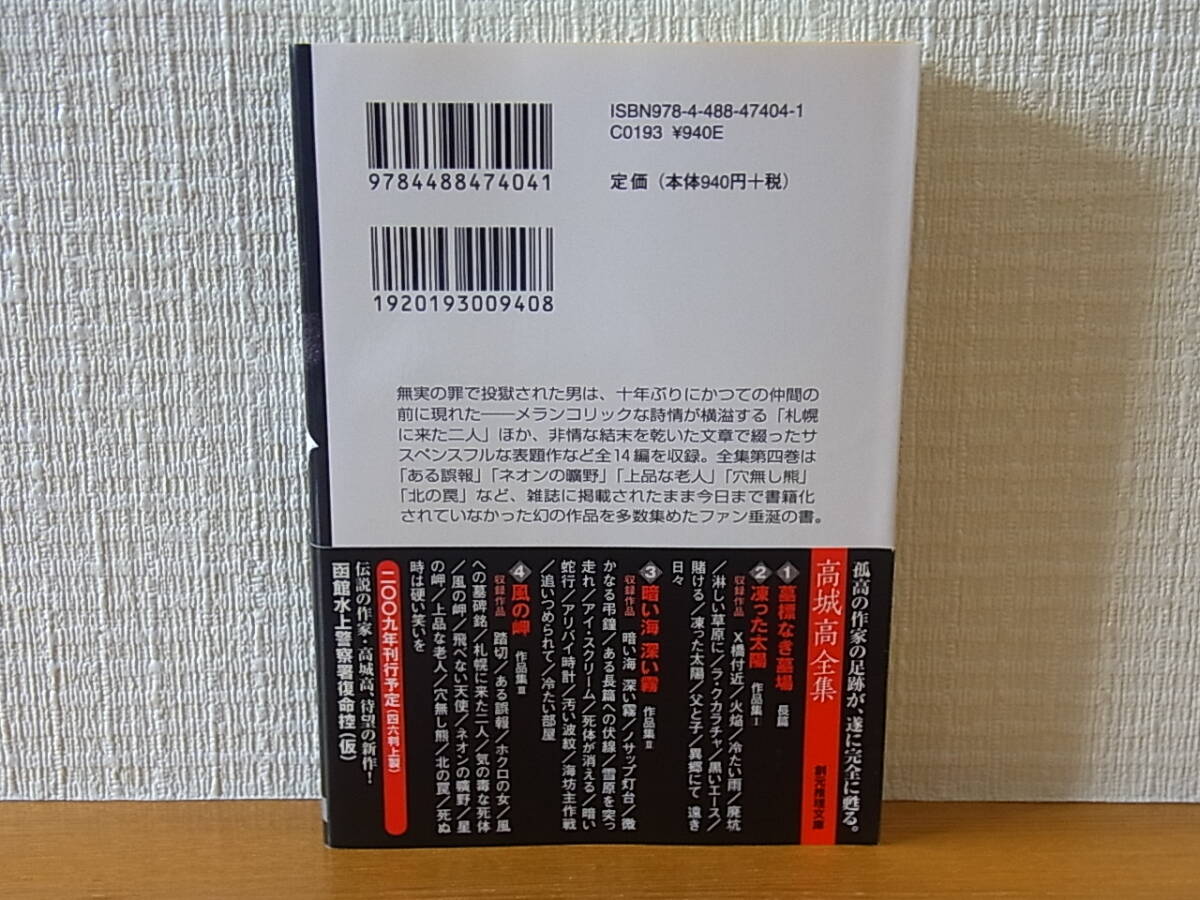 ISBN978-4-488-47404-1
C0193 ¥940E
9784488474041
定価（本体940円＋税）
1920193009408
無実の罪で投獄された男は、十年ぶりにかつての仲間の
前に現れた――メランコリックな詩情が横溢する「札幌
に来た二人」ほか、非情な結末を乾いた文章で綴ったサ
スペンスフルな表題作など全14編を収録。全集第四巻は
「ある誤報」「ネオンの曠野」「上品な老人」「穴無し熊」
「北の罠」など、雑誌に掲載されたまま今日まで書籍化
されていなかった幻の作品を多数集めたファン垂涎の書。
孤高の作家の足跡が、遂に完全に甦る。
高城高全集 創元推理文庫
1 墓標なき墓場 長篇
2 凍った太陽 作品集Ⅰ
収録作品 X橋付近／火焔／冷たい雨／廃坑
／淋しい草原に／ラ・クカラチャ／黒いエース／
賭ける／凍った太陽／父と子／異郷にて 遠き
日々
3 暗い海 深い霧 作品集Ⅱ
収録作品 暗い海 深い霧／ノサップ灯台／微
かなる弔鐘／ある長篇への伏線／雪原を突っ
走れ／アイ・スクリーム／死体が消える／暗い
蛇行／アリバイ時計／汚い波紋／海坊主作戦
／追いつめられて／冷たい部屋
4 風の岬 作品集Ⅲ
収録作品 踏切／ある誤報／ホクロの女／風
への墓碑銘／札幌に来た二人／気の毒な死体
／風の岬／飛べない天使／ネオンの曠野／星
の岬／上品な老人／穴無し熊／北の罠／死ぬ
時は硬い笑いを
二〇〇九年刊行予定（四六判上製）
伝説の作家・高城高、待望の新作！
函館水上警察署復命控（仮）